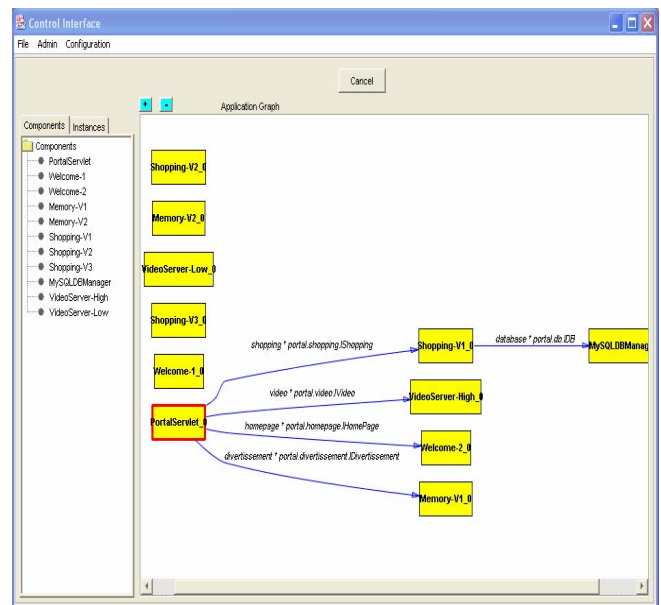 Control Interface
File Admin Configuration
Cancel
+ - Application Graph
Components Instances
Components
PortalServlet
Welcome-1
Welcome-2
Memory-V1
Memory-V2
Shopping-V1
Shopping-V2
Shopping-V3
MySQLDBManager
VideoServer-High
VideoServer-Low
Shopping-V2_0
Memory-V2_0
VideoServer-Low_0
Shopping-V3_0
Welcome-1_0
PortalServlet_0
shopping * portal.shopping.IShopping
Shopping-V1_0
database * portal.db.IDB
MySQLDBManag
video * portal.video.IVideo
VideoServer-High_0
homepage * portal.homepage.IHomePage
Welcome-2_0
divertissement * portal.divertissement.IDivertissement
Memory-V1_0